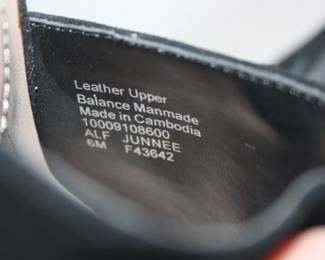 Leather Upper
Balance Manmade
Made in Cambodia
10009108600
ALF JUNNEE
6M F43642